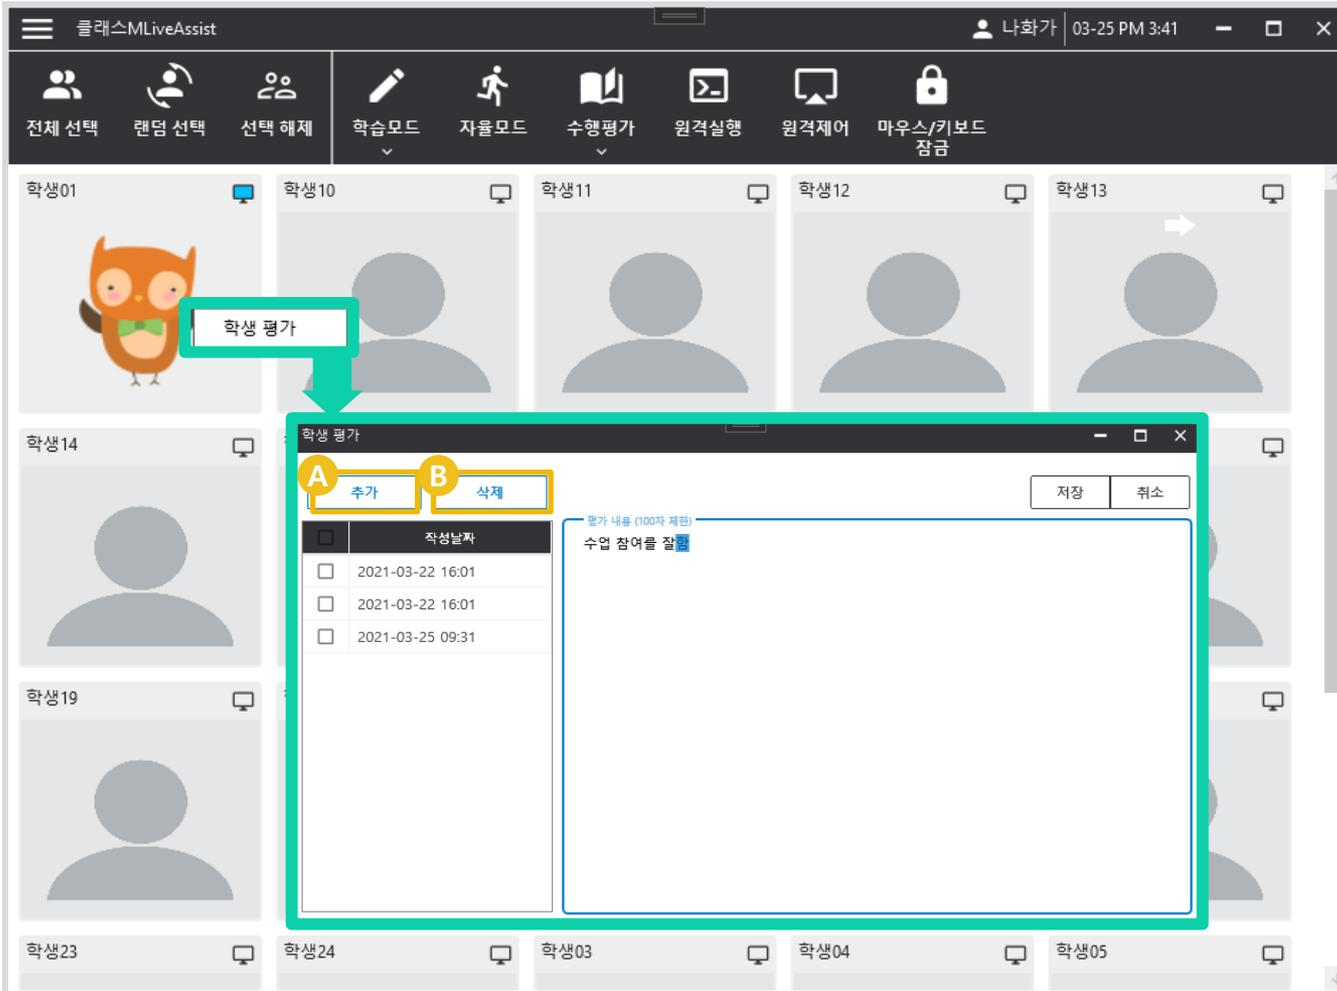 클래스MLiveAssist
나화가 03-25 PM 3:41
전체 선택 랜덤 선택 선택 해제 학습모드 자율모드 수행평가 원격실행 원격제어 마우스/키보드
잠금
학생01 학생10 학생11 학생12 학생13
학생 평가
학생14
학생 평가
A B
추가 삭제 저장 취소
평가 내용 (100자 제한)
작성날짜
수업 참여를 잘함
2021-03-22 16:01
2021-03-22 16:01
2021-03-25 09:31
학생19
학생23 학생24 학생03 학생04 학생05